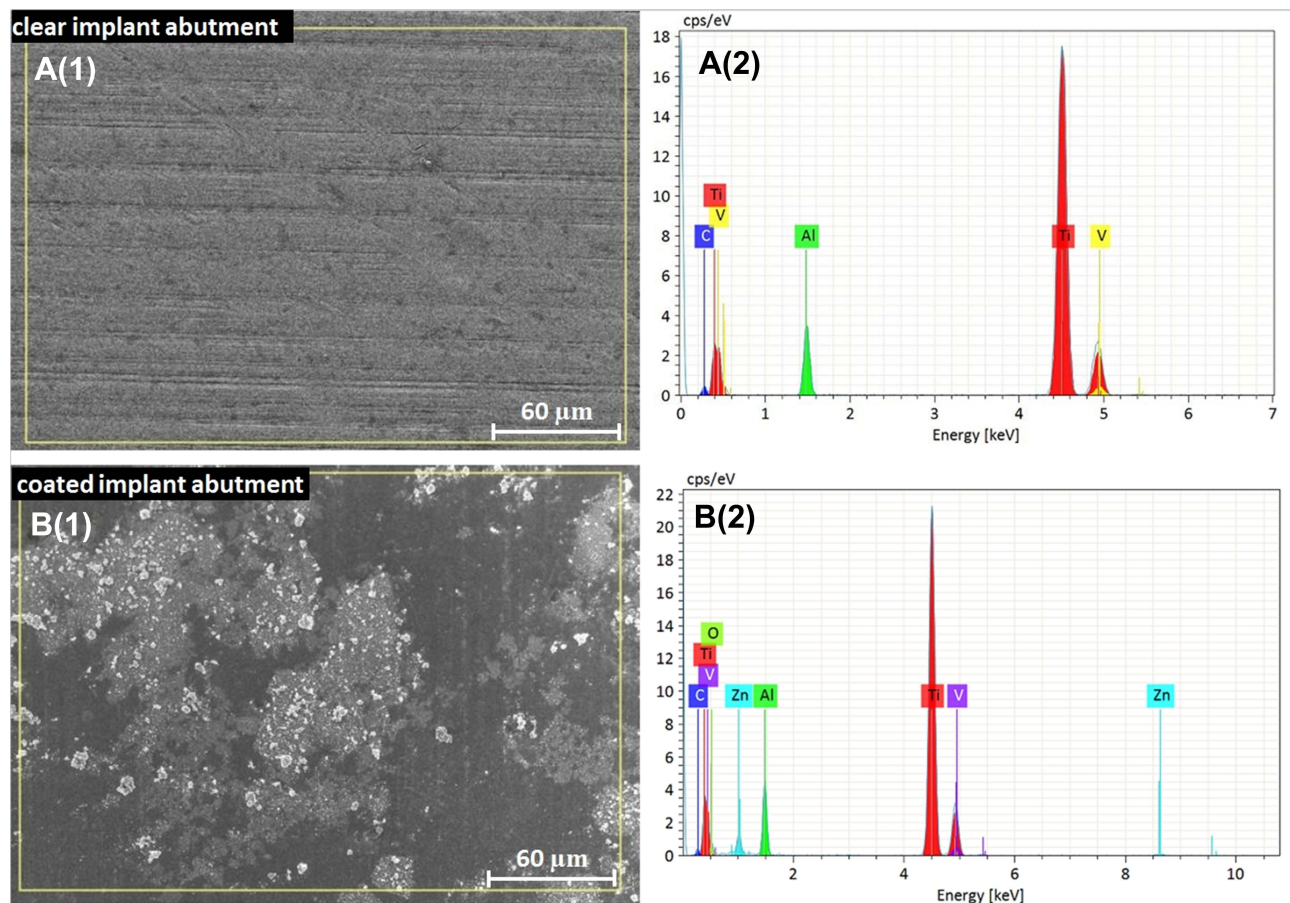 clear implant abutment
A(1)
60 µm
cps/eV
A(2)
18
16
14
12
10
8
6
4
2
0
Ti
V
C
Al
Ti
V
0 1 2 3 4 5 6 7
Energy [keV]
coated implant abutment
B(1)
60 µm
cps/eV
B(2)
22
20
18
16
14
12
10
8
6
4
2
0
O
Ti
V
C
Zn
Al
Ti
V
Zn
2 4 6 8 10
Energy [keV]